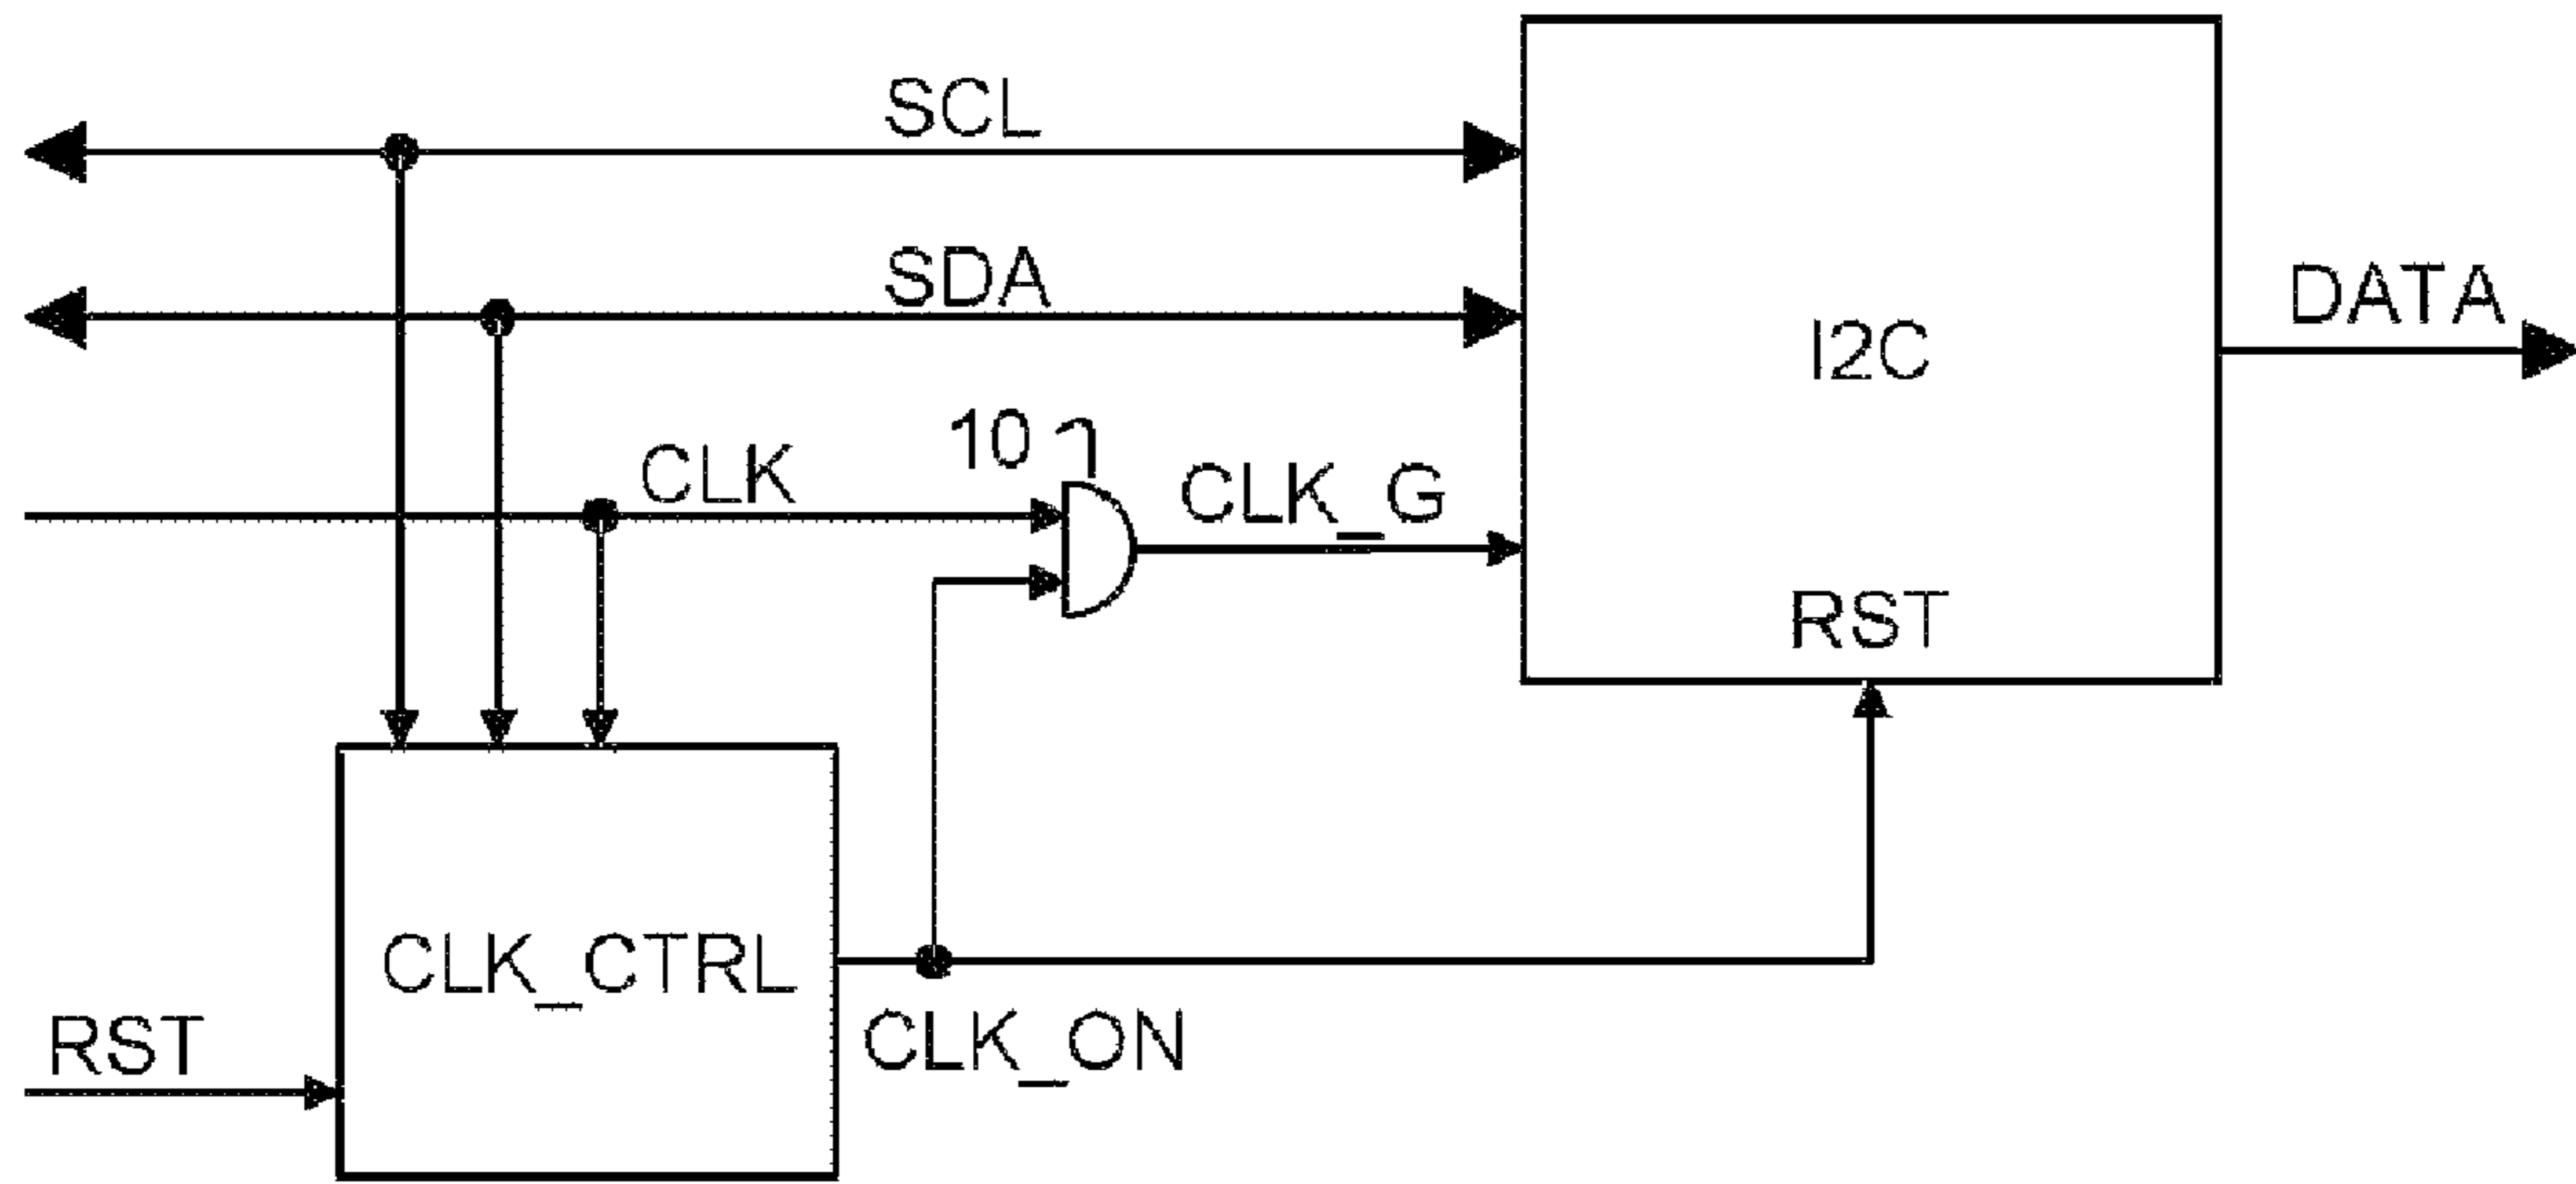 SCL
SDA
I2C
DATA
10
CLK
CLK_G
RST
CLK_CTRL
RST
CLK_ON